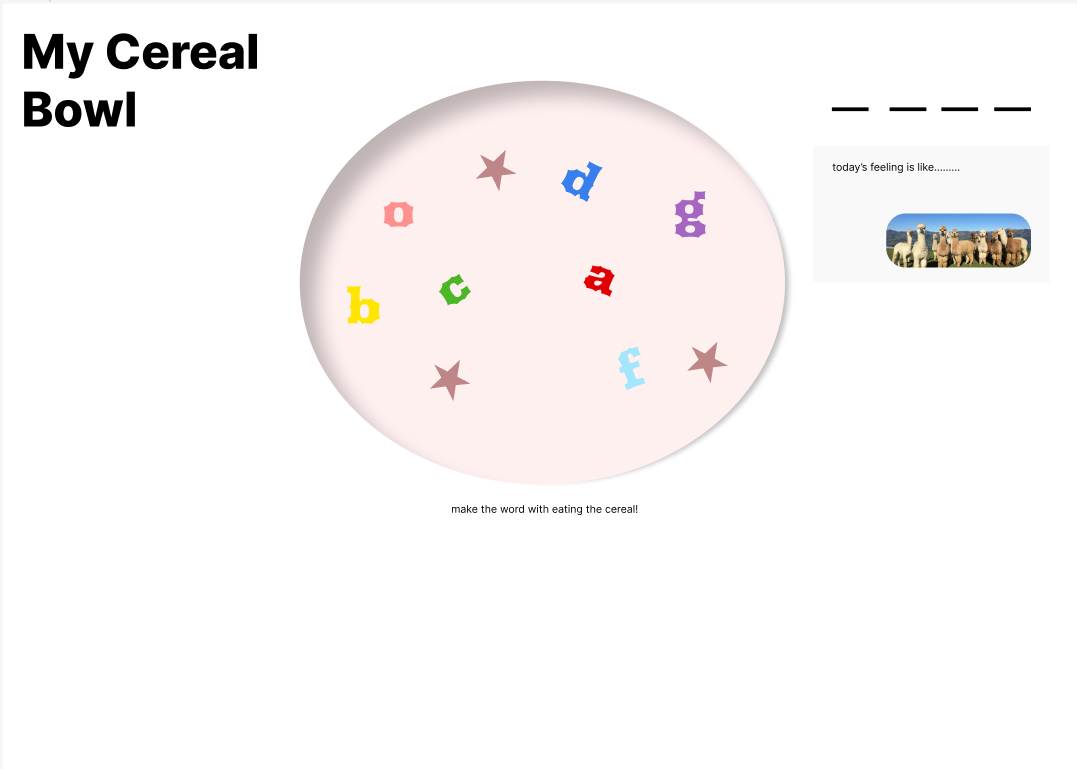 My Cereal
Bowl
today's feeling is like.........
d
o
g
b
c
a
f
make the word with eating the cereal!